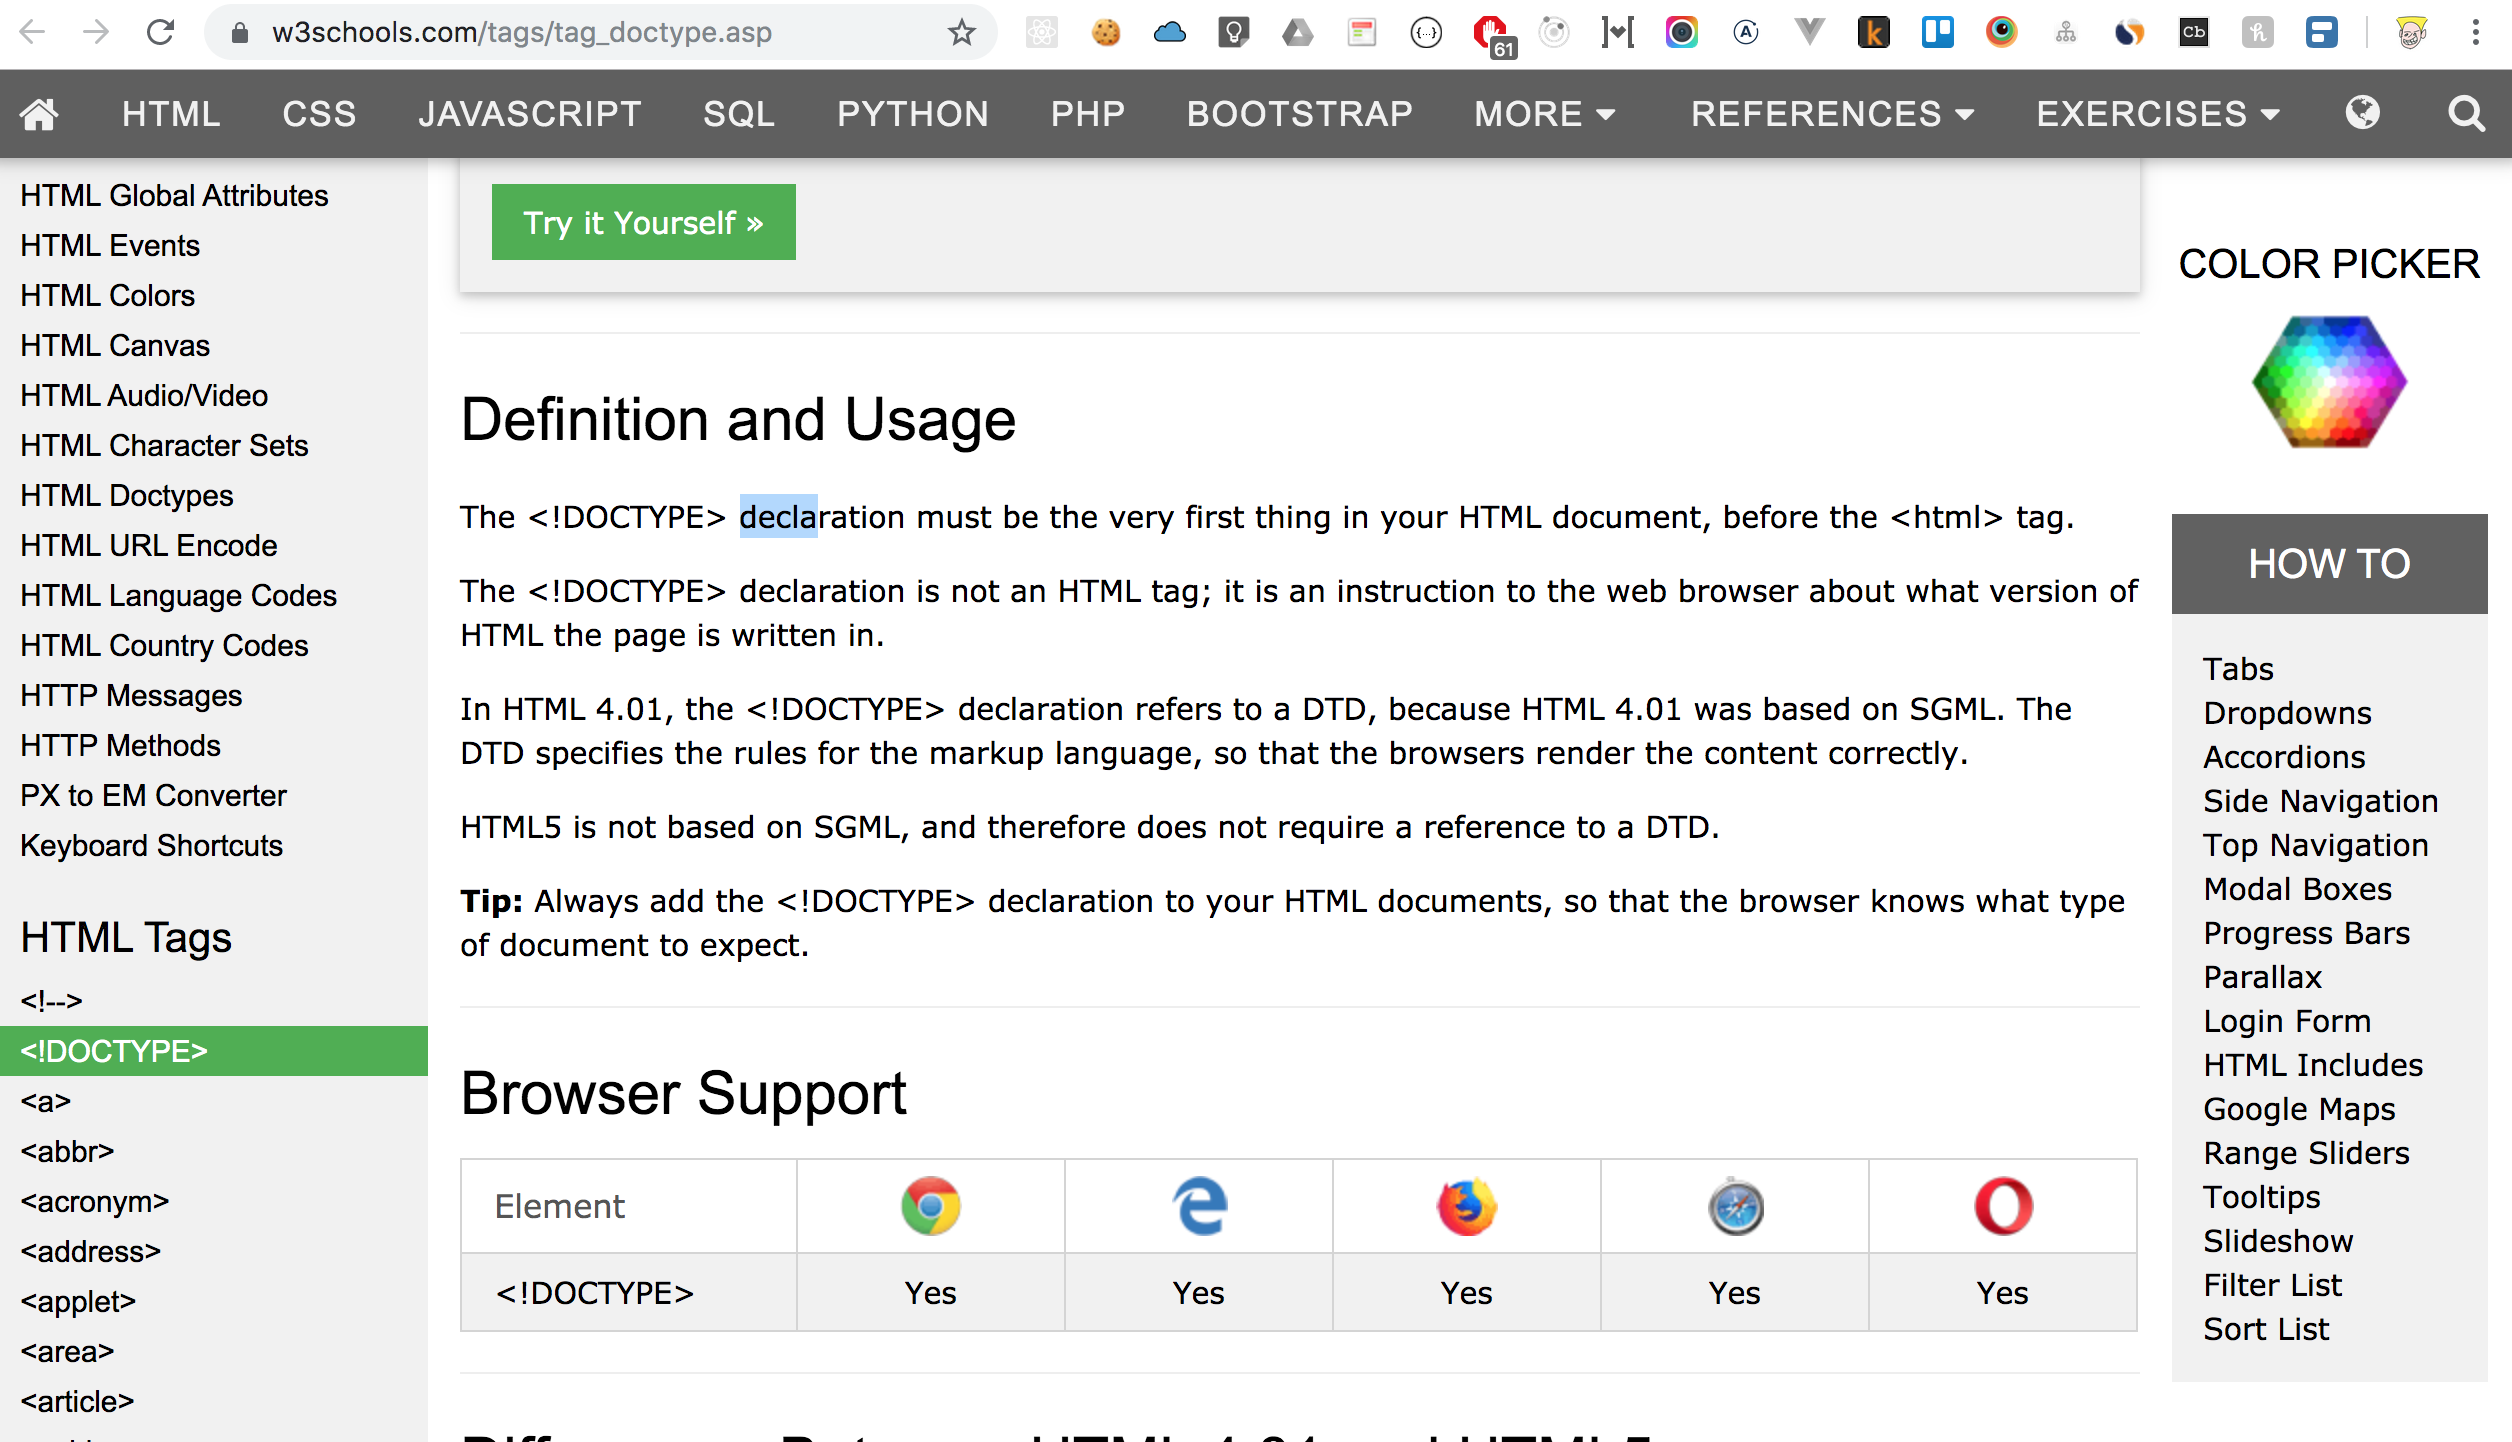 w3schools.com/tags/tag_doctype.asp
61
Cb
HTML CSS JAVASCRIPT SQL PYTHON PHP BOOTSTRAP MORE REFERENCES EXERCISES
HTML Global Attributes
HTML Events
HTML Colors
HTML Canvas
HTML Audio/Video
HTML Character Sets
HTML Doctypes
HTML URL Encode
HTML Language Codes
HTML Country Codes
HTTP Messages
HTTP Methods
PX to EM Converter
Keyboard Shortcuts
HTML Tags
<!-->
<!DOCTYPE>
<a>
<abbr>
<acronym>
<address>
<applet>
<area>
<article>
Try it Yourself »
Definition and Usage
The <!DOCTYPE> declaration must be the very first thing in your HTML document, before the <html> tag.
The <!DOCTYPE> declaration is not an HTML tag; it is an instruction to the web browser about what version of
HTML the page is written in.
In HTML 4.01, the <!DOCTYPE> declaration refers to a DTD, because HTML 4.01 was based on SGML. The
DTD specifies the rules for the markup language, so that the browsers render the content correctly.
HTML5 is not based on SGML, and therefore does not require a reference to a DTD.
Tip: Always add the <!DOCTYPE> declaration to your HTML documents, so that the browser knows what type
of document to expect.
Browser Support
Element
<!DOCTYPE> Yes Yes Yes Yes Yes
COLOR PICKER
HOW TO
Tabs
Dropdowns
Accordions
Side Navigation
Top Navigation
Modal Boxes
Progress Bars
Parallax
Login Form
HTML Includes
Google Maps
Range Sliders
Tooltips
Slideshow
Filter List
Sort List